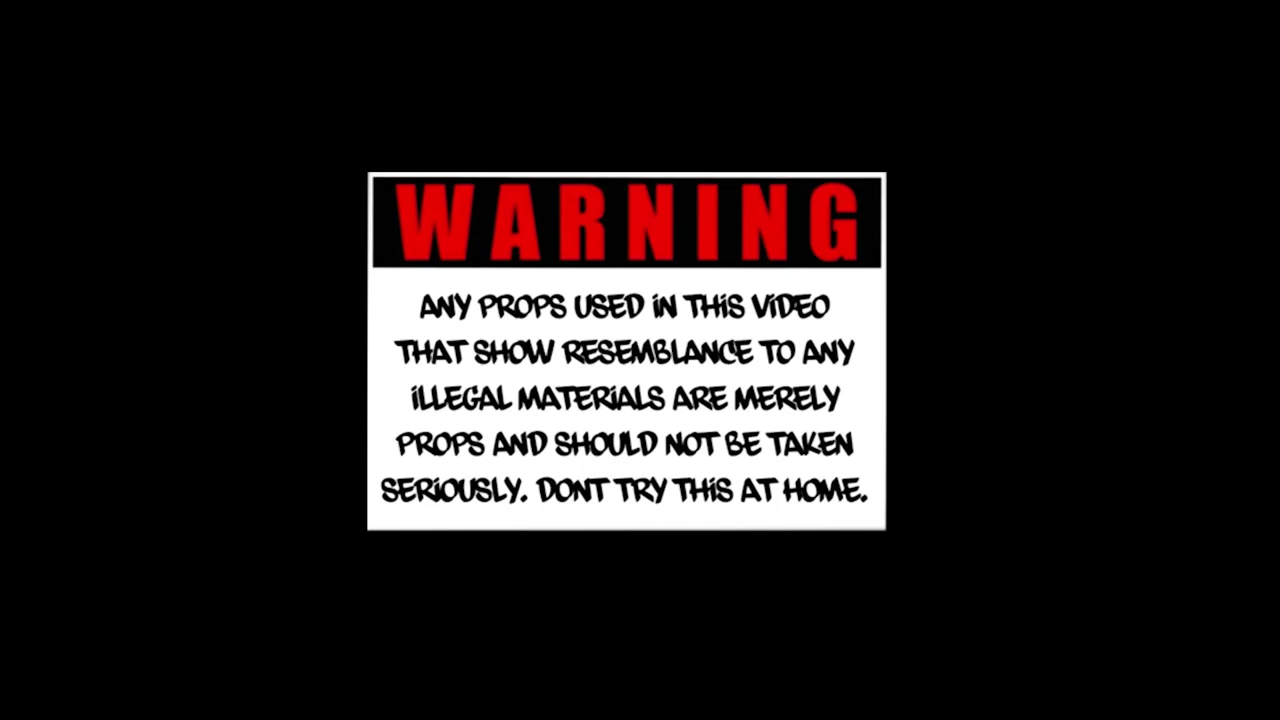 WARNING
ANY PROPS USED iN THiS ViDEO
THAT SHOW RESEMBLANCE TO ANY
iLLEGAL MATERiALS ARE MERELY
PROPS AND SHOULD NOT BE TAKEN
SERiOUSLY. DONT TRY THiS AT HOME.